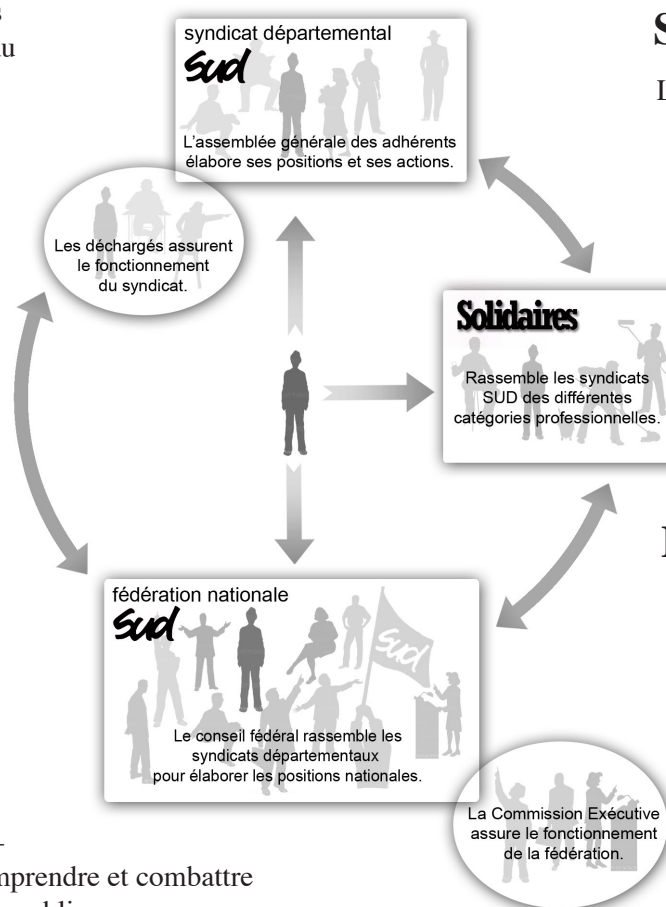 syndicat départemental
Sud
L'assemblée générale des adhérents
élabore ses positions et ses actions.
Les déchargés assurent
le fonctionnement
du syndicat.
Solidaires
Rassemble les syndicats
SUD des différentes
catégories professionnelles.
fédération nationale
Sud
Sud
Le conseil fédéral rassemble les
syndicats départementaux
pour élaborer les positions nationales.
La Commission Exécutive
assure le fonctionnement
de la fédération.
et combattre